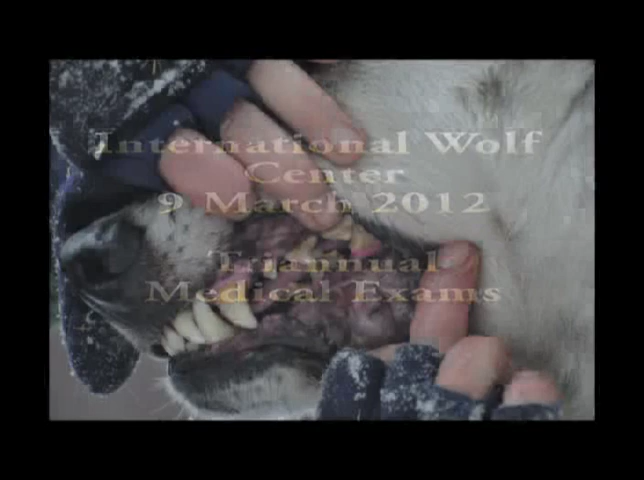 International Wolf
Center
9 March 2012
Triannual
Medical Exams